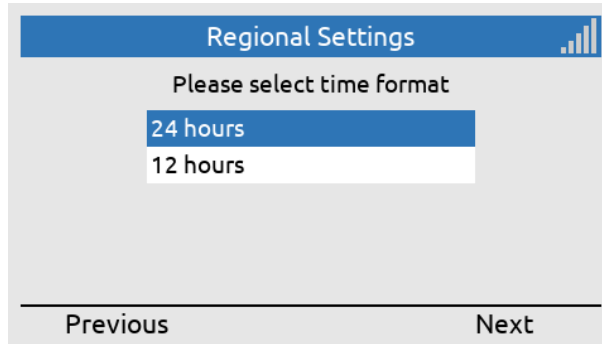 Regional Settings
Please select time format
24 hours
12 hours
Previous Next